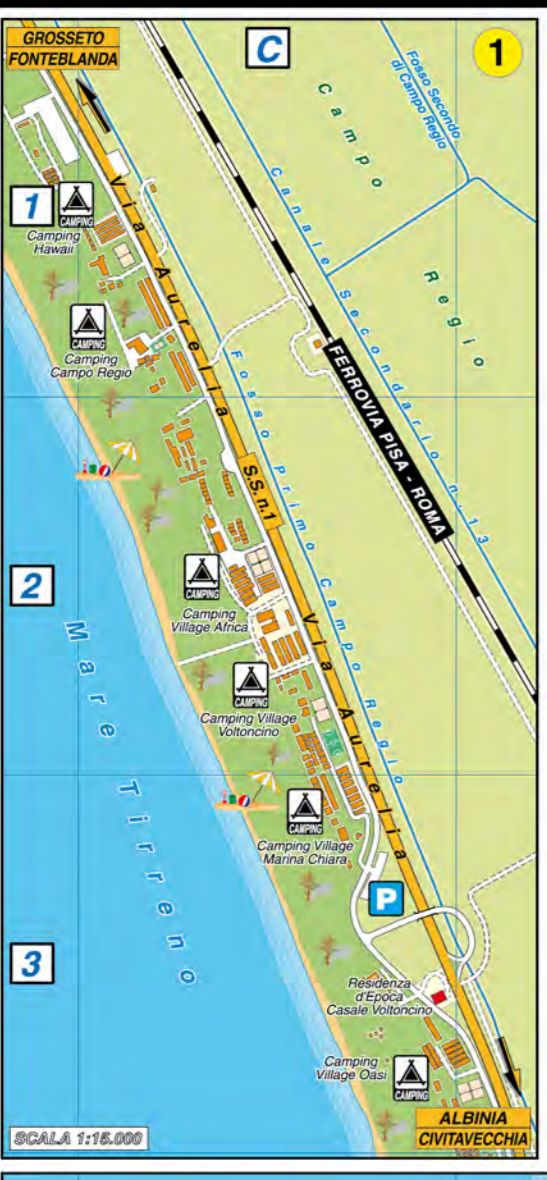 GROSSETO
FONTEBLANDA
C
1
Fosso Secondo
di Campo Regio
Campo
Regio
Canale Secondario n. 13
1
CAMPING
Camping
Hawaii
Via Aurelia
CAMPING
Camping
Campo Regio
FERROVIA PISA - ROMA
Fosso Primo Campo Regio
S.S. n.1
2
CAMPING
Camping
Village Africa
Mare Tirreno
Via Aurelia
CAMPING
Camping Village
Voltoncino
CAMPING
Camping Village
Marina Chiara
P
3
Residenza
d'Epoca
Casale Voltoncino
Camping
Village Oasi
CAMPING
SCALA 1:15.000
ALBINIA
CIVITAVECCHIA